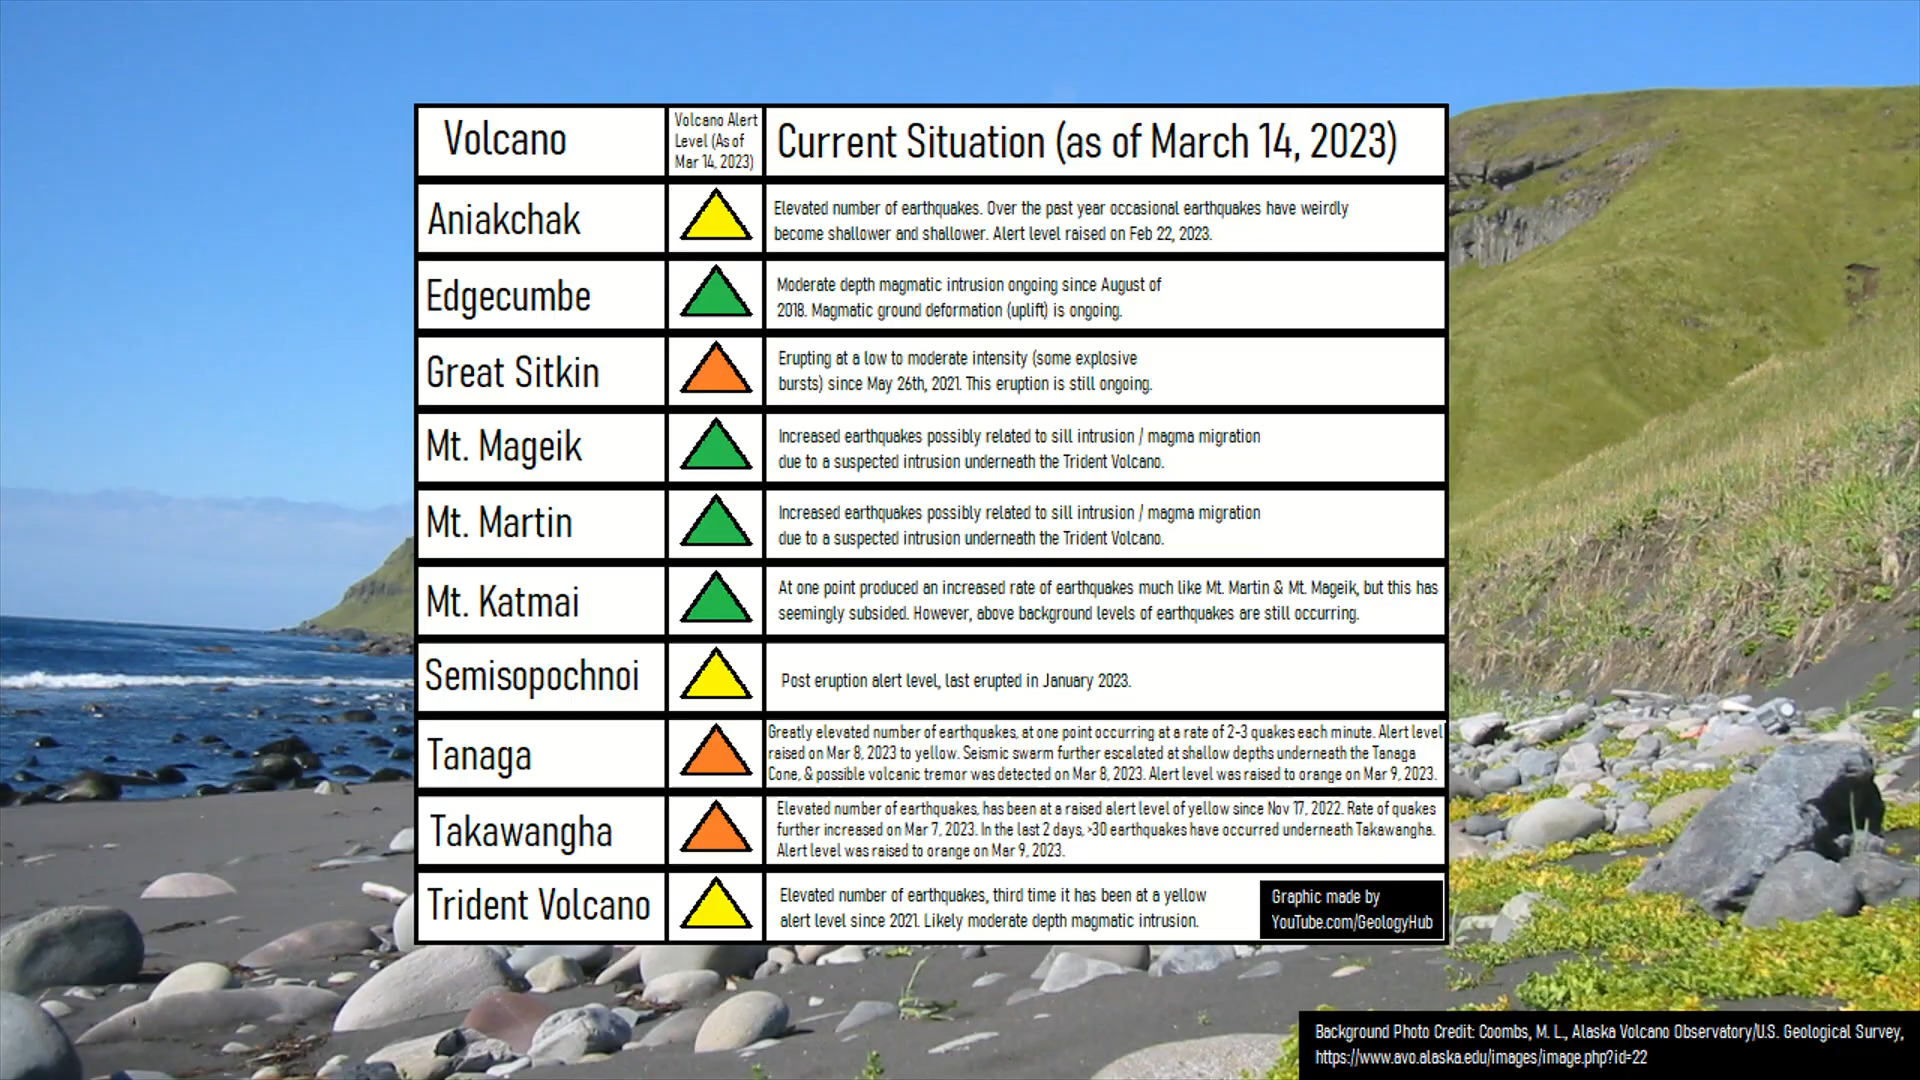 Volcano
Volcano Alert
Level (As of
Mar 14, 2023)
Current Situation (as of March 14, 2023)
Aniakchak
Elevated number of earthquakes. Over the past year occasional earthquakes have weirdly
become shallower and shallower. Alert level raised on Feb 22, 2023.
Edgecumbe
Moderate depth magmatic intrusion ongoing since August of
2018. Magmatic ground deformation (uplift) is ongoing.
Great Sitkin
Erupting at a low to moderate intensity (some explosive
bursts) since May 26th, 2021. This eruption is still ongoing.
Mt. Mageik
Increased earthquakes possibly related to sill intrusion / magma migration
due to a suspected intrusion underneath the Trident Volcano.
Mt. Martin
Increased earthquakes possibly related to sill intrusion / magma migration
due to a suspected intrusion underneath the Trident Volcano.
Mt. Katmai
At one point produced an increased rate of earthquakes much like Mt. Martin & Mt. Mageik, but this has
seemingly subsided. However, above background levels of earthquakes are still occurring.
Semisopochnoi
Post eruption alert level, last erupted in January 2023.
Tanaga
Greatly elevated number of earthquakes, at one point occurring at a rate of 2-3 quakes each minute. Alert level
raised on Mar 8, 2023 to yellow. Seismic swarm further escalated at shallow depths underneath the Tanaga
Cone, & possible volcanic tremor was detected on Mar 8, 2023. Alert level was raised to orange on Mar 9, 2023.
Takawangha
Elevated number of earthquakes, has been at a raised alert level of yellow since Nov 17, 2022. Rate of quakes
further increased on Mar 7, 2023. In the last 2 days, >30 earthquakes have occurred underneath Takawangha.
Alert level was raised to orange on Mar 9, 2023.
Trident Volcano
Elevated number of earthquakes, third time it has been at a yellow
alert level since 2021. Likely moderate depth magmatic intrusion.
Graphic made by
YouTube.com/GeologyHub
Background Photo Credit: Coombs, M. L., Alaska Volcano Observatory/U.S. Geological Survey,
https://www.avo.alaska.edu/images/image.php?id=22